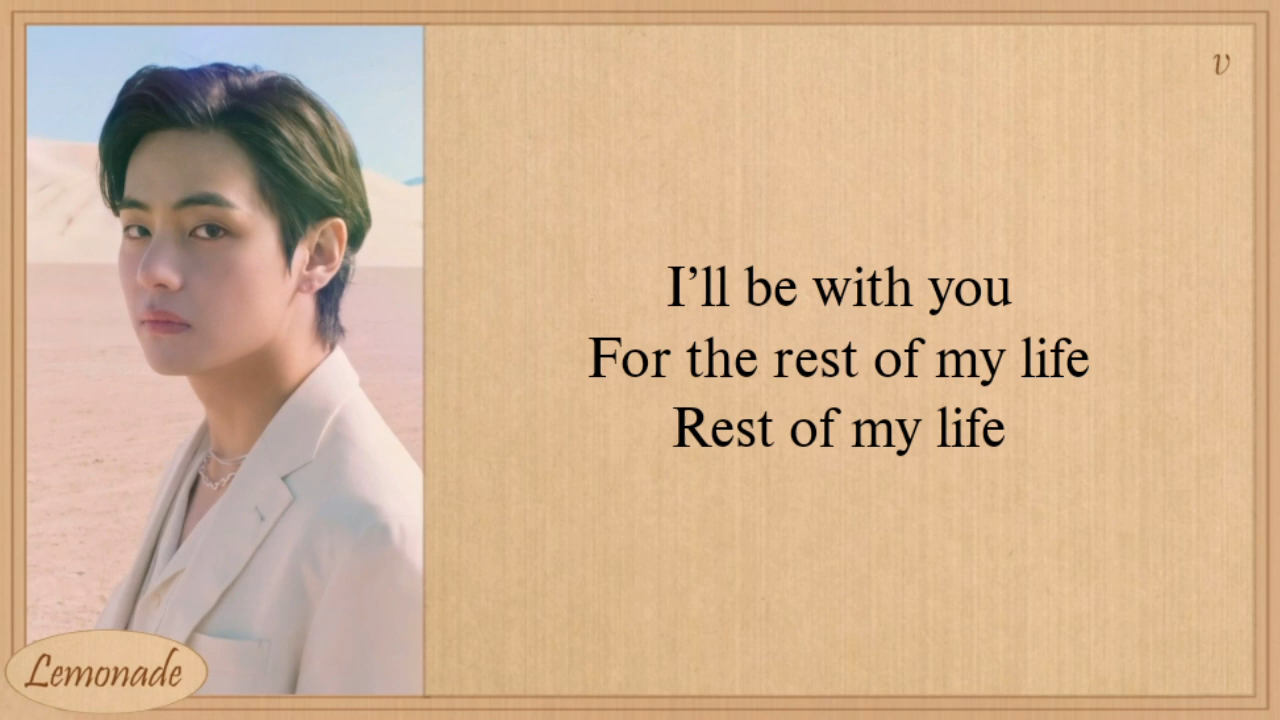 v
I’ll be with you
For the rest of my life
Rest of my life
Lemonade